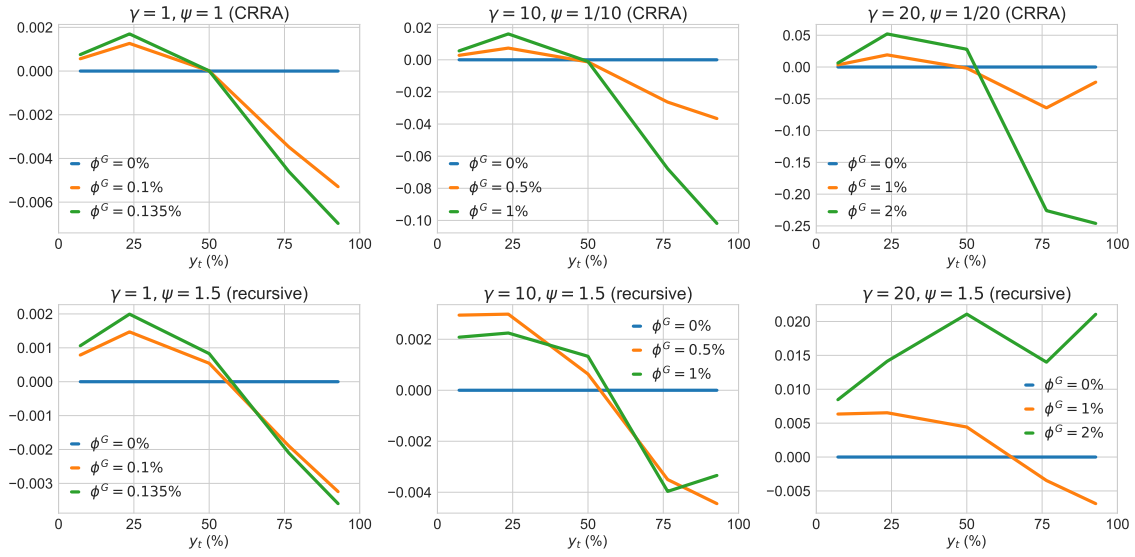 γ = 1, ψ = 1 (CRRA)
0.002
0.000
−0.002
−0.004
−0.006
ϕ^G = 0%
ϕ^G = 0.1%
ϕ^G = 0.135%
0 25 50 75 100
y_t (%)
γ = 10, ψ = 1/10 (CRRA)
0.02
0.00
−0.02
−0.04
−0.06
−0.08
−0.10
ϕ^G = 0%
ϕ^G = 0.5%
ϕ^G = 1%
0 25 50 75 100
y_t (%)
γ = 20, ψ = 1/20 (CRRA)
0.05
0.00
−0.05
−0.10
−0.15
−0.20
−0.25
ϕ^G = 0%
ϕ^G = 1%
ϕ^G = 2%
0 25 50 75 100
y_t (%)
γ = 1, ψ = 1.5 (recursive)
0.002
0.001
0.000
−0.001
−0.002
−0.003
ϕ^G = 0%
ϕ^G = 0.1%
ϕ^G = 0.135%
0 25 50 75 100
y_t (%)
γ = 10, ψ = 1.5 (recursive)
0.002
0.000
−0.002
−0.004
ϕ^G = 0%
ϕ^G = 0.5%
ϕ^G = 1%
0 25 50 75 100
y_t (%)
γ = 20, ψ = 1.5 (recursive)
0.020
0.015
0.010
0.005
0.000
−0.005
ϕ^G = 0%
ϕ^G = 1%
ϕ^G = 2%
0 25 50 75 100
y_t (%)